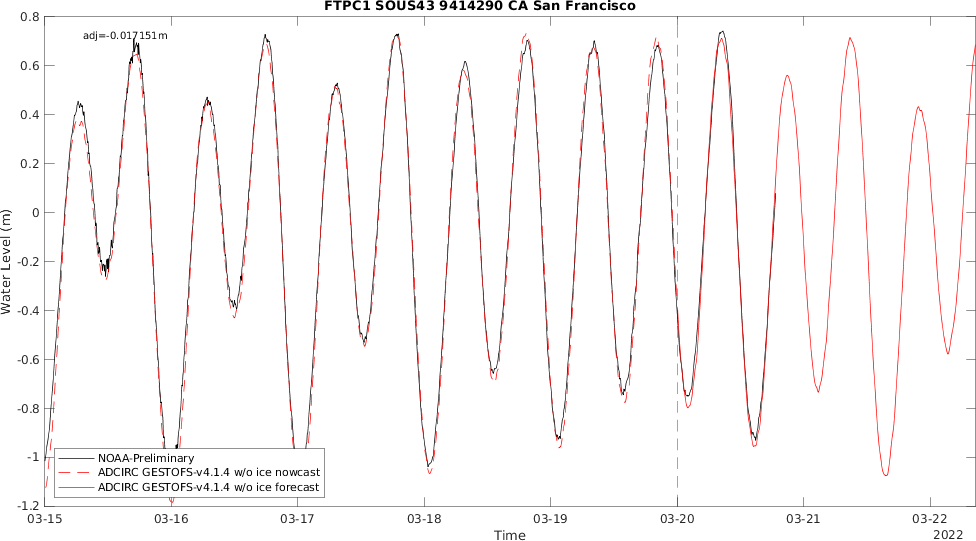 FTPC1 SOUS43 9414290 CA San Francisco
adj=-0.017151m
0.8
0.6
0.4
0.2
0
-0.2
-0.4
-0.6
-0.8
-1
-1.2
Water Level (m)
NOAA-Preliminary
ADCIRC GESTOFS-v4.1.4 w/o ice nowcast
ADCIRC GESTOFS-v4.1.4 w/o ice forecast
03-15 03-16 03-17 03-18 03-19 03-20 03-21 03-22
Time
2022